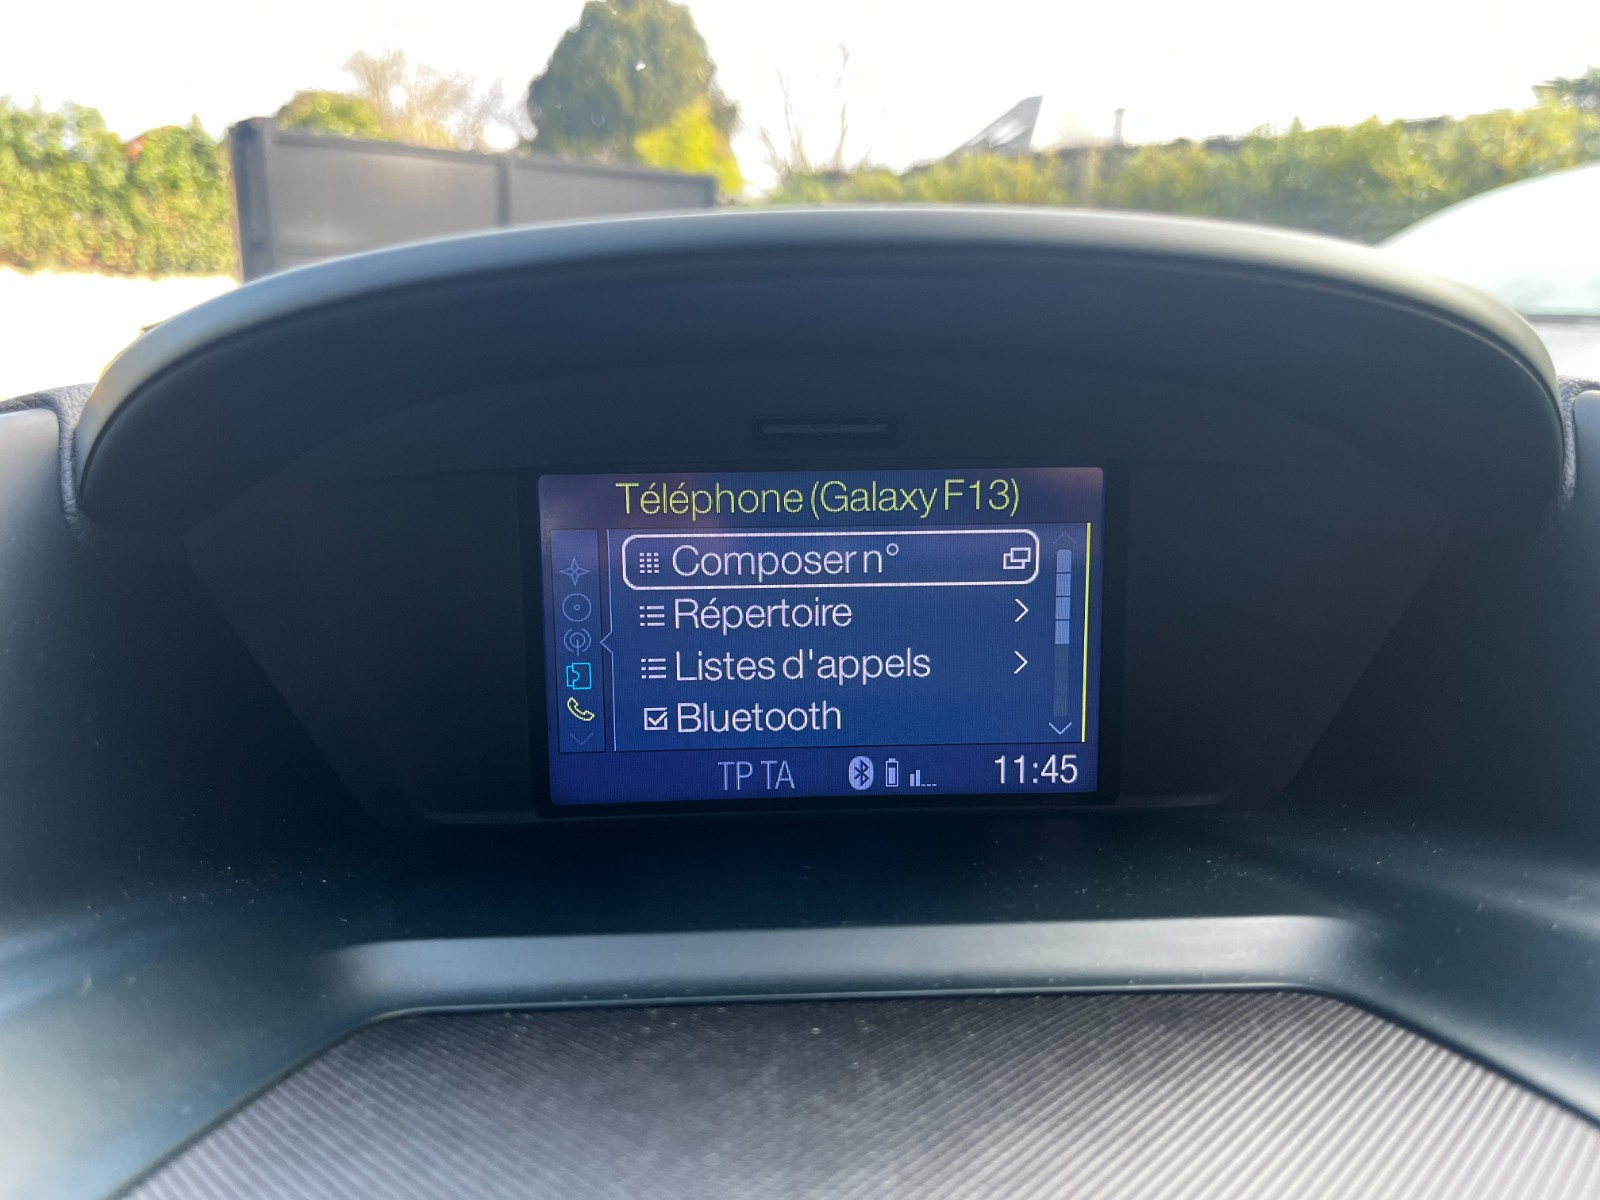 Téléphone (Galaxy F13)
Composer n°
Répertoire
Listes d'appels
Bluetooth
TP TA 11:45